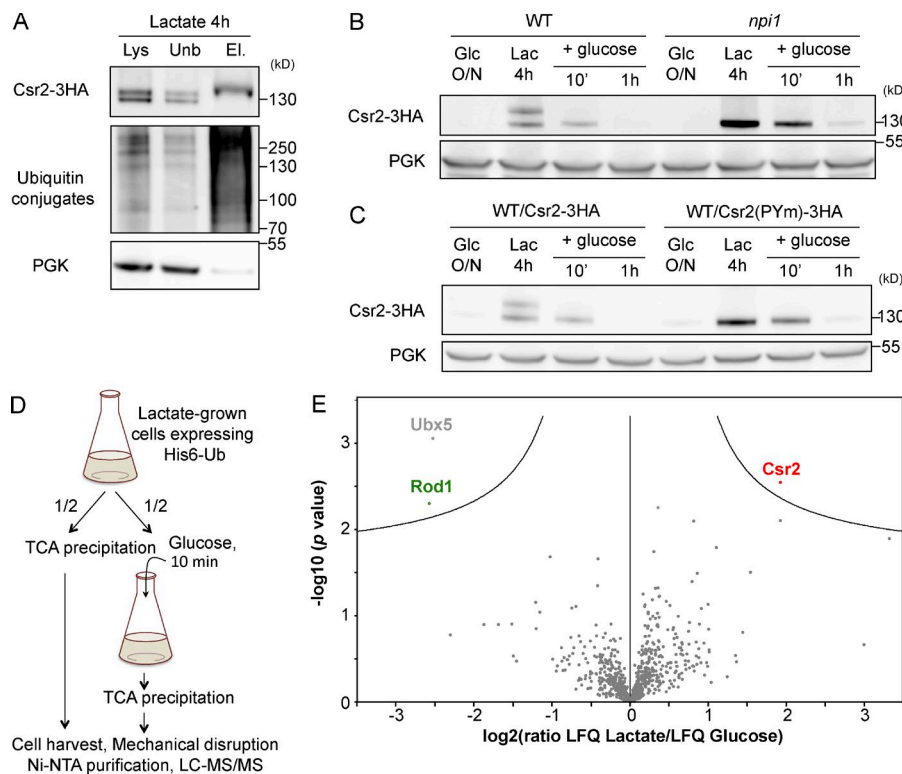 A
Lactate 4h
Lys Unb El.
(kD)
Csr2-3HA
130
Ubiquitin
conjugates
250
130
100
70
55
PGK
B
WT npi1
Glc Lac + glucose Glc Lac + glucose
O/N 4h 10' 1h O/N 4h 10' 1h
(kD)
Csr2-3HA
130
55
PGK
C
WT/Csr2-3HA WT/Csr2(PYm)-3HA
Glc Lac + glucose Glc Lac + glucose
O/N 4h 10' 1h O/N 4h 10' 1h
(kD)
Csr2-3HA
130
55
PGK
D
Lactate-grown
cells expressing
His6-Ub
1/2 1/2
TCA precipitation
Glucose,
10 min
TCA precipitation
Cell harvest, Mechanical disruption
Ni-NTA purification, LC-MS/MS
E
Ubx5
Rod1
Csr2
-log10 (p value)
3
2
1
0
-3 -2 -1 0 1 2 3
log2(ratio LFQ Lactate/LFQ Glucose)